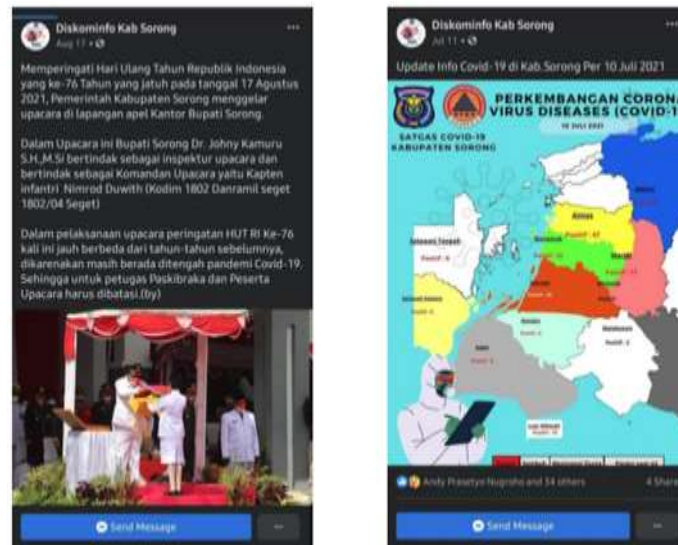 Diskominfo Kab Sorong
Aug 17
Memperingati Hari Ulang Tahun Republik Indonesia
yang ke-76 Tahun yang jatuh pada tanggal 17 Agustus
2021, Pemerintah Kabupaten Sorong menggelar
upacara di lapangan apel Kantor Bupati Sorong.
Dalam Upacara ini Bupati Sorong Dr. Johny Kamuru
S.H.,M.Si bertindak sebagai inspektur upacara dan
bertindak sebagai Komandan Upacara yaitu Kapten
infantri Nimrod Duwith (Kodim 1802 Danramil seget
1802/04 Seget)
Dalam pelaksanaan upacara peringatan HUT RI Ke-76
kali ini jauh berbeda dari tahun-tahun sebelumnya,
dikarenakan masih berada ditengah pandemi Covid-19.
Sehingga untuk petugas Paskibraka dan Peserta
Upacara harus dibatasi.(by)
Send Message
Diskominfo Kab Sorong
Jul 11
Update Info Covid-19 di Kab.Sorong Per 10 Juli 2021
PERKEMBANGAN CORONA
VIRUS DISEASES (COVID-1
10 JULI 2021
SATGAS COVID-19
KABUPATEN SORONG
Aimas
Mariat
Andy Prasetyo Nugroho and 34 others
4 Share
Send Message